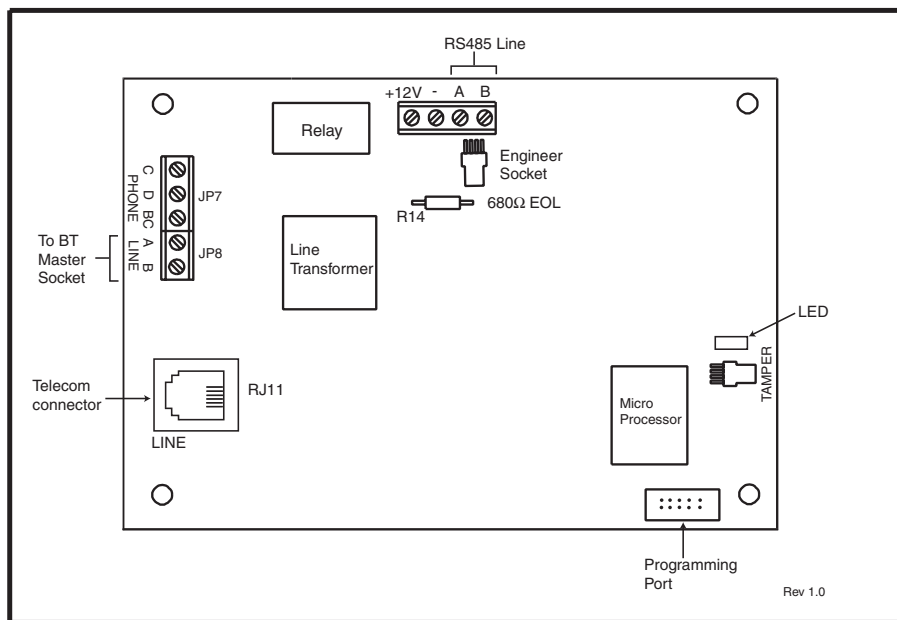 RS485 Line
+12V - A B
Relay
Engineer
Socket
C
D
BC
PHONE
JP7
R14
680Ω EOL
A
B
LINE
JP8
To BT
Master
Socket
Line
Transformer
LED
TAMPER
Telecom
connector
RJ11
LINE
Micro
Processor
Programming
Port
Rev 1.0